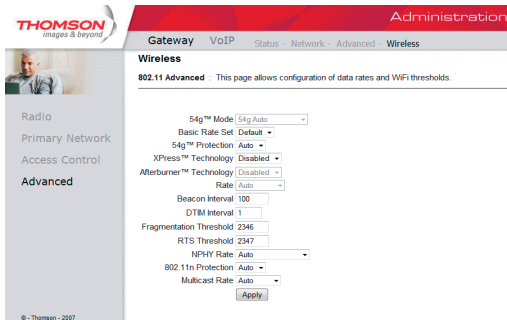 THOMSON
images & beyond
Administration
Gateway VoIP Status - Network - Advanced - Wireless
Wireless
802.11 Advanced : This page allows configuration of data rates and WiFi thresholds.
Radio
Primary Network
Access Control
Advanced
54g™ Mode 54g Auto
Basic Rate Set Default
54g™ Protection Auto
XPress™ Technology Disabled
Afterburner™ Technology Disabled
Rate Auto
Beacon Interval 100
DTIM Interval 1
Fragmentation Threshold 2346
RTS Threshold 2347
NPHY Rate Auto
802.11n Protection Auto
Multicast Rate Auto
Apply
© - Thomson - 2007